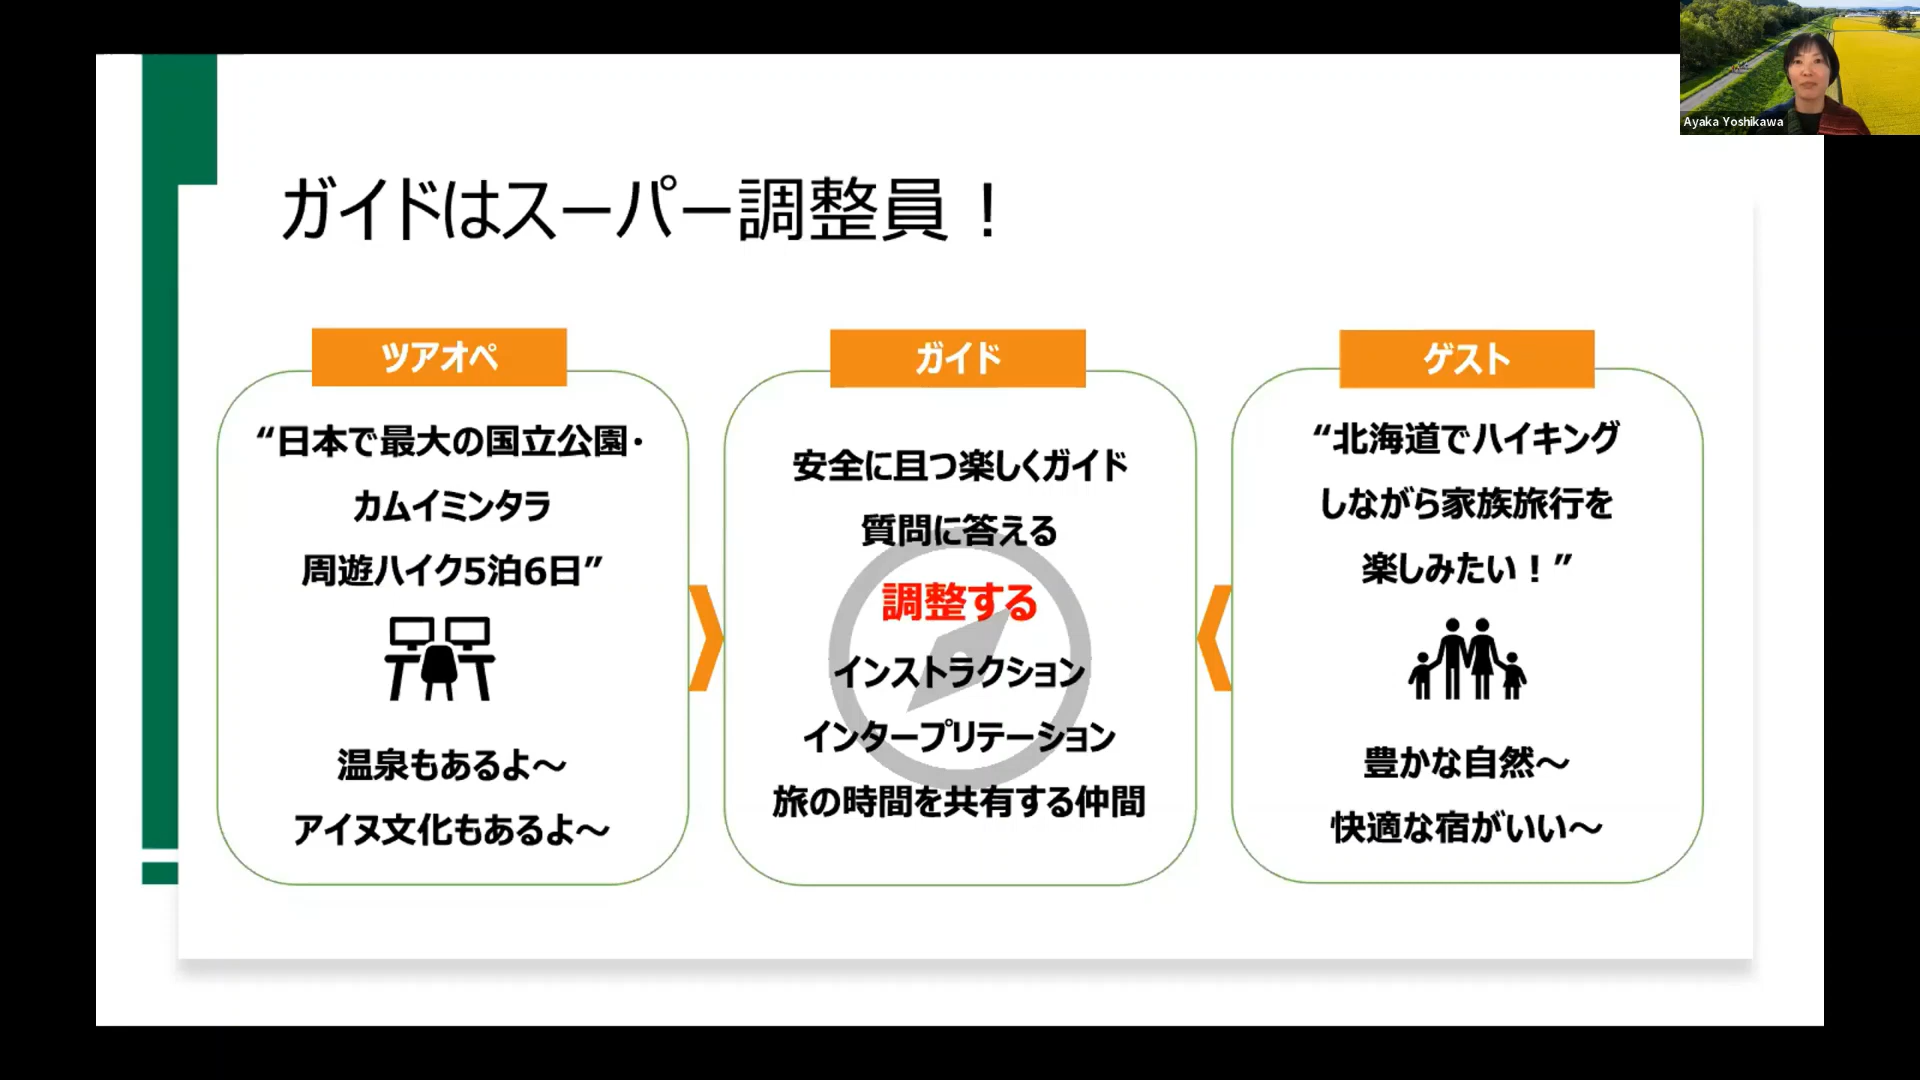 Ayaka Yoshikawa
ガイドはスーパー調整員！
ツアオペ
“日本で最大の国立公園・
カムイミンタラ
周遊ハイク5泊6日”
温泉もあるよ～
アイヌ文化もあるよ～
ガイド
安全に且つ楽しくガイド
質問に答える
調整する
インストラクション
インタープリテーション
旅の時間を共有する仲間
ゲスト
“北海道でハイキング
しながら家族旅行を
楽しみたい！”
豊かな自然～
快適な宿がいい～